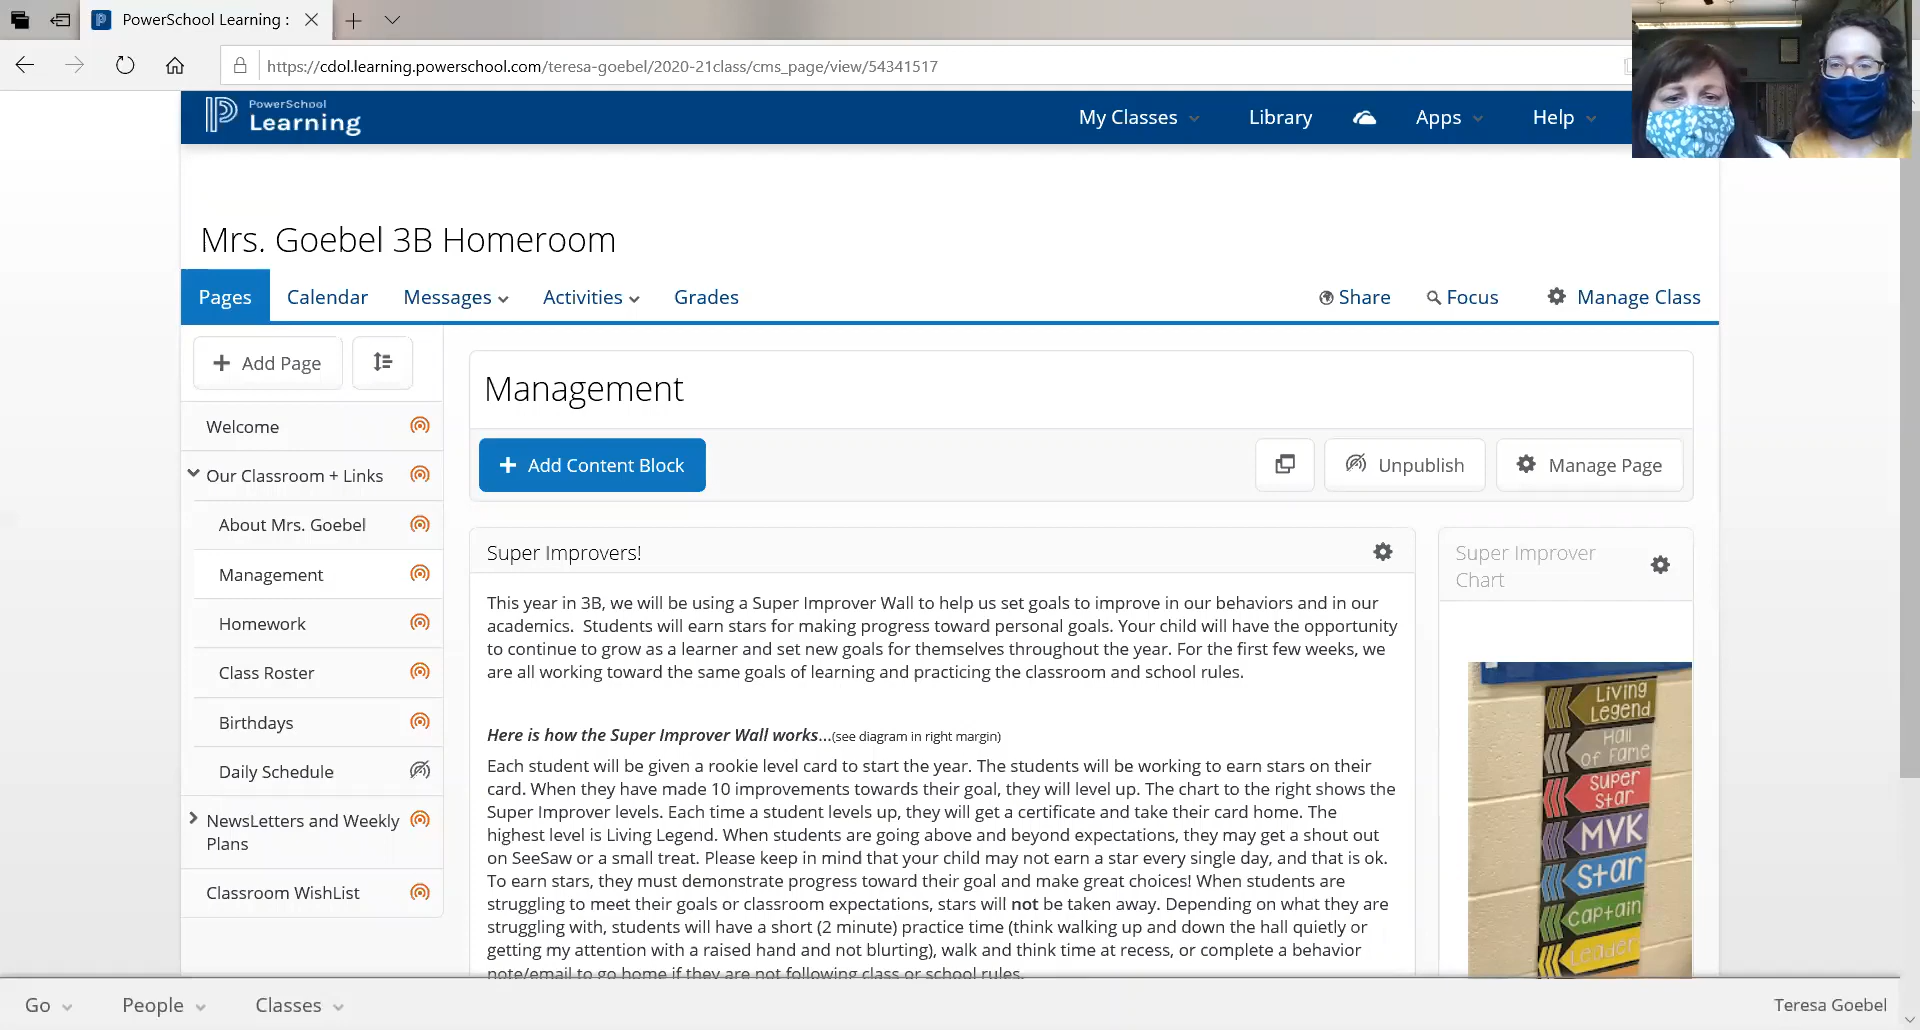 PowerSchool Learning :
https://cdol.learning.powerschool.com/teresa-goebel/2020-21class/cms_page/view/54341517
PowerSchool
Learning
My Classes
Library
Apps
Help
Mrs. Goebel 3B Homeroom
Pages
Calendar
Messages
Activities
Grades
Share
Focus
Manage Class
Add Page
Welcome
Our Classroom + Links
About Mrs. Goebel
Management
Homework
Class Roster
Birthdays
Daily Schedule
NewsLetters and Weekly
Plans
Classroom WishList
Management
Add Content Block
Unpublish
Manage Page
Super Improvers!
This year in 3B, we will be using a Super Improver Wall to help us set goals to improve in our behaviors and in our
academics.  Students will earn stars for making progress toward personal goals. Your child will have the opportunity
to continue to grow as a learner and set new goals for themselves throughout the year. For the first few weeks, we
are all working toward the same goals of learning and practicing the classroom and school rules.
Here is how the Super Improver Wall works...(see diagram in right margin)
Each student will be given a rookie level card to start the year. The students will be working to earn stars on their
card. When they have made 10 improvements towards their goal, they will level up. The chart to the right shows the
Super Improver levels. Each time a student levels up, they will get a certificate and take their card home. The
highest level is Living Legend. When students are going above and beyond expectations, they may get a shout out
on SeeSaw or a small treat. Please keep in mind that your child may not earn a star every single day, and that is ok.
To earn stars, they must demonstrate progress toward their goal and make great choices! When students are
struggling to meet their goals or classroom expectations, stars will not be taken away. Depending on what they are
struggling with, students will have a short (2 minute) practice time (think walking up and down the hall quietly or
getting my attention with a raised hand and not blurting), walk and think time at recess, or complete a behavior
note/email to go home if they are not following class or school rules.
Super Improver
Chart
Living
Legend
Hall
of Fame
Super
Star
MVK
Star
Captain
Leader
Go
People
Classes
Teresa Goebel